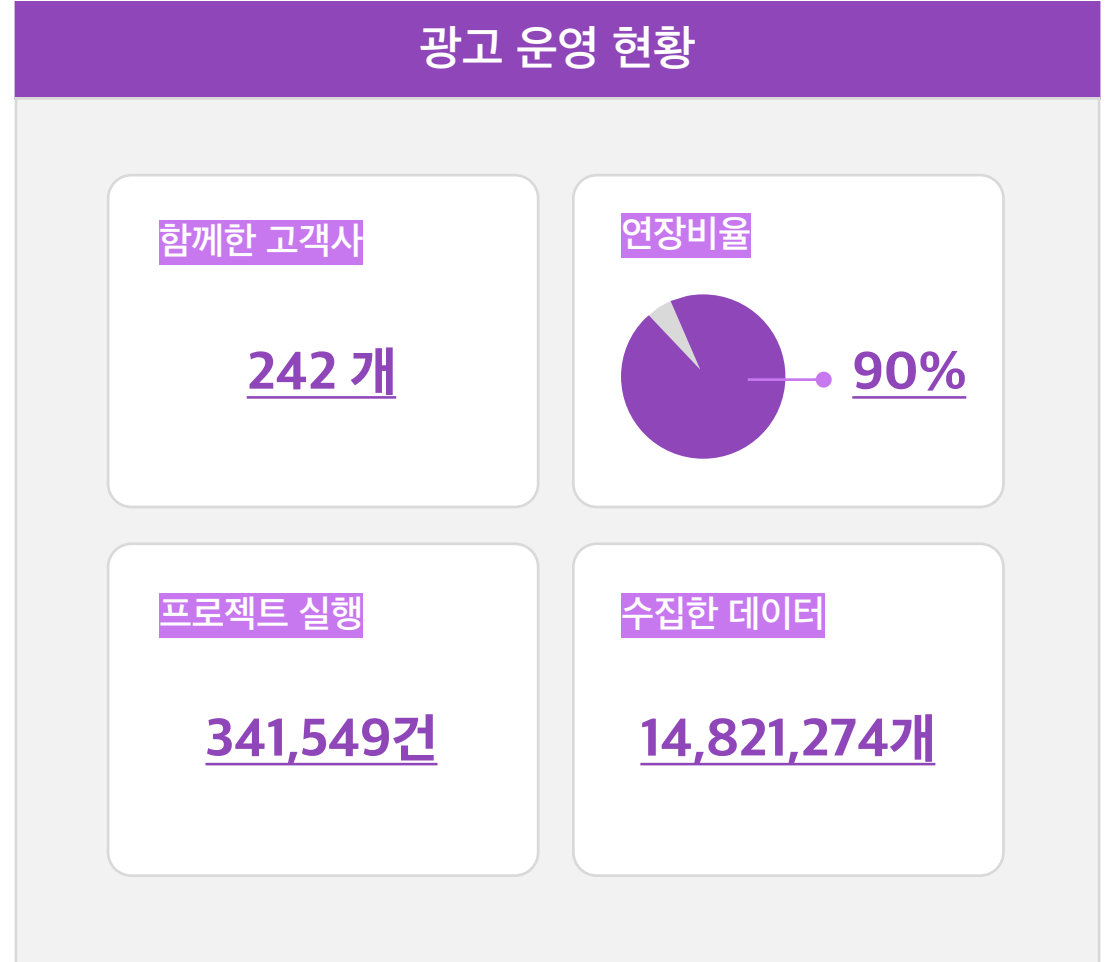 광고 운영 현황
함께한 고객사
242 개
연장비율
90%
프로젝트 실행
341,549건
수집한 데이터
14,821,274개